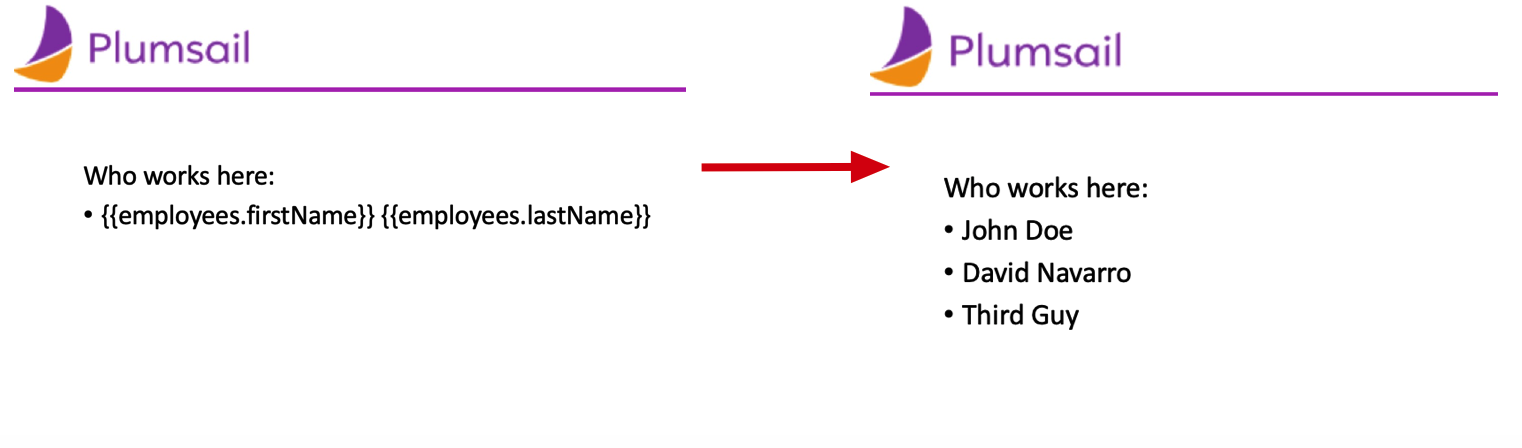 Plumsail
Who works here:
• {{employees.firstName}} {{employees.lastName}}
Plumsail
Who works here:
• John Doe
• David Navarro
• Third Guy